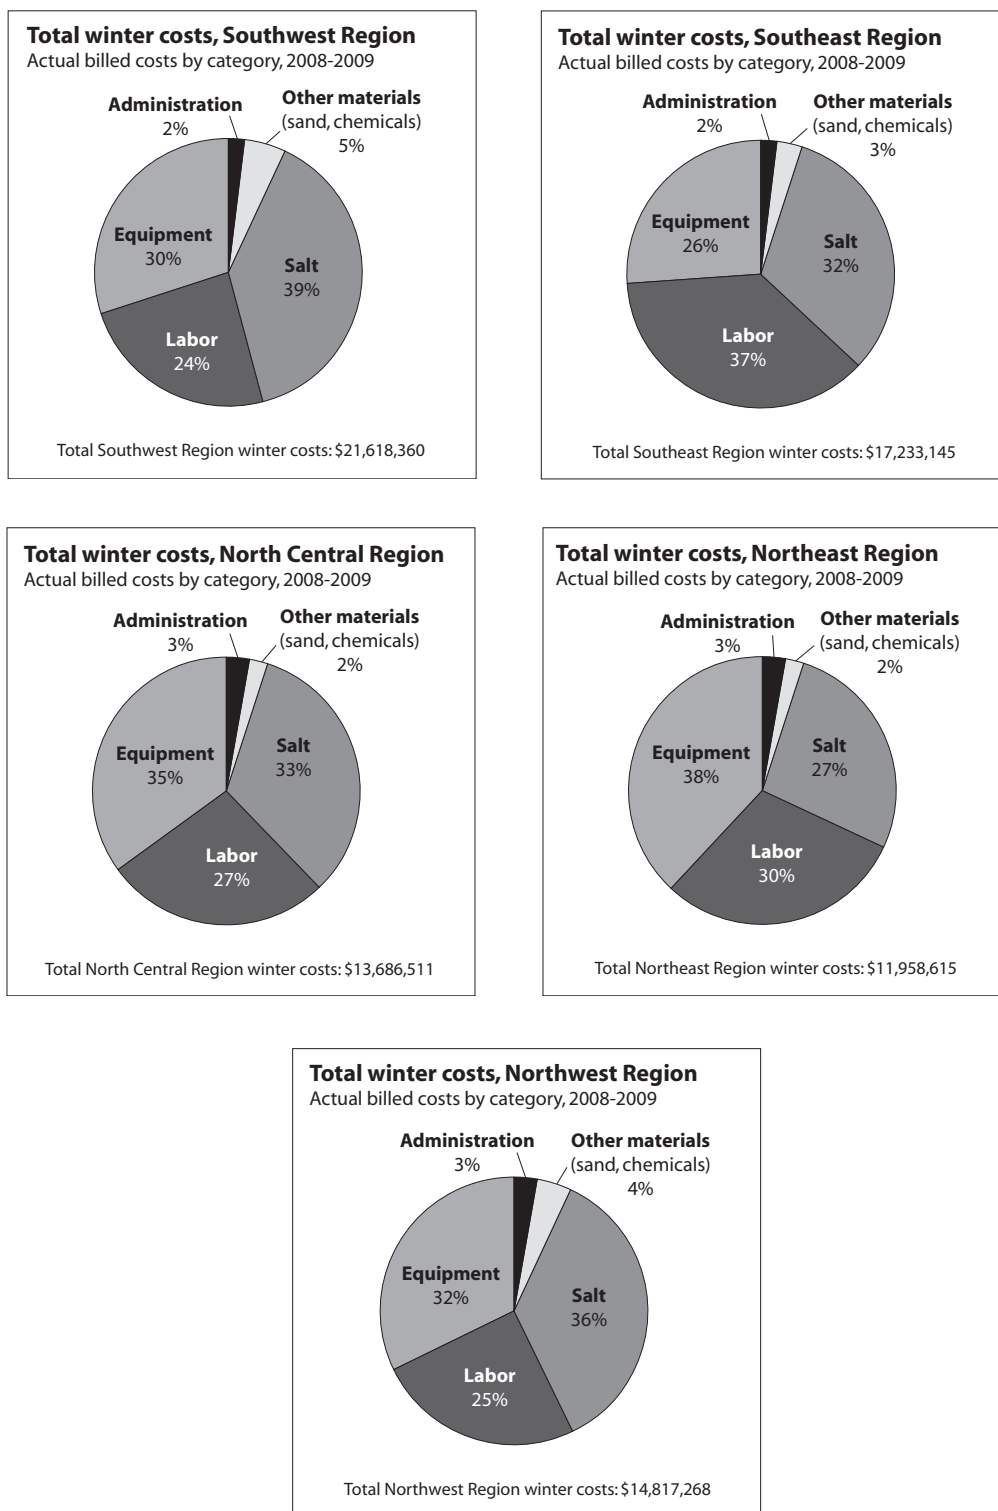 Total winter costs, Southwest Region
Actual billed costs by category, 2008-2009
Administration
2%
Other materials
(sand, chemicals)
5%
Equipment
30%
Salt
39%
Labor
24%
Total Southwest Region winter costs: $21,618,360
Total winter costs, Southeast Region
Actual billed costs by category, 2008-2009
Administration
2%
Other materials
(sand, chemicals)
3%
Equipment
26%
Salt
32%
Labor
37%
Total Southeast Region winter costs: $17,233,145
Total winter costs, North Central Region
Actual billed costs by category, 2008-2009
Administration
3%
Other materials
(sand, chemicals)
2%
Equipment
35%
Salt
33%
Labor
27%
Total North Central Region winter costs: $13,686,511
Total winter costs, Northeast Region
Actual billed costs by category, 2008-2009
Administration
3%
Other materials
(sand, chemicals)
2%
Equipment
38%
Salt
27%
Labor
30%
Total Northeast Region winter costs: $11,958,615
Total winter costs, Northwest Region
Actual billed costs by category, 2008-2009
Administration
3%
Other materials
(sand, chemicals)
4%
Equipment
32%
Salt
36%
Labor
25%
Total Northwest Region winter costs: $14,817,268